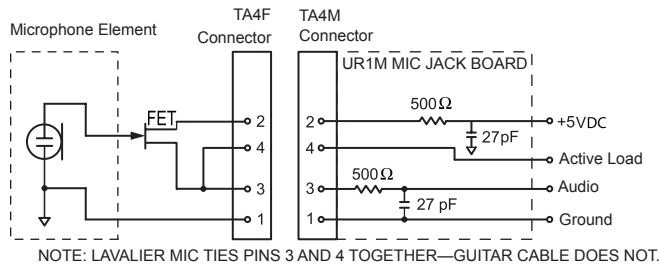 Microphone Element
TA4F
Connector
TA4M
Connector
UR1M MIC JACK BOARD
FET
2
4
3
1
2
4
3
1
500Ω
27pF
+5VDC
Active Load
500Ω
Audio
27 pF
Ground
NOTE: LAVALIER MIC TIES PINS 3 AND 4 TOGETHER—GUITAR CABLE DOES NOT.